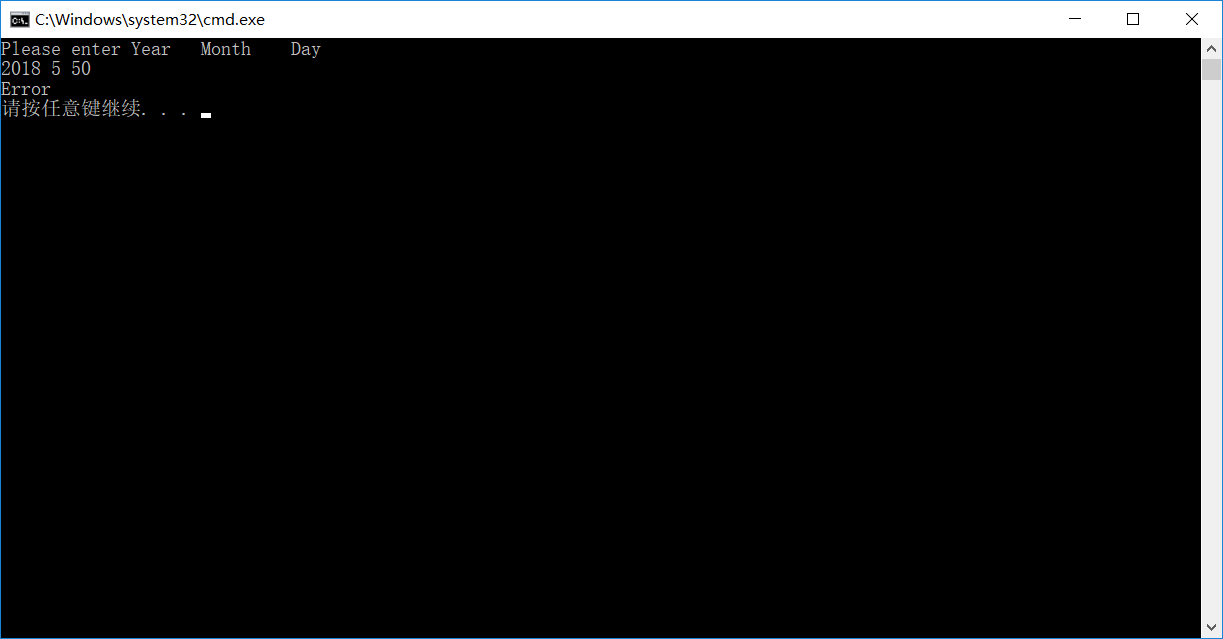 C:\Windows\system32\cmd.exe
Please enter Year   Month    Day
2018 5 50
Error
请按任意键继续. . .